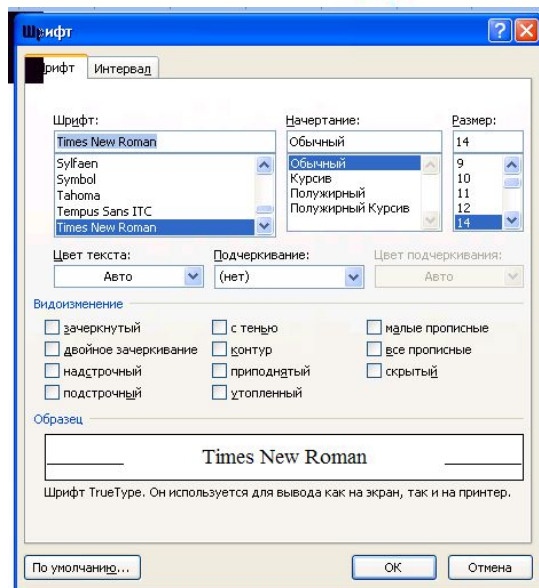 Шрифт
Шрифт Интервал
Шрифт: Начертание: Размер:
Times New Roman Обычный 14
Sylfaen Обычный 9
Symbol Курсив 10
Tahoma Полужирный 11
Tempus Sans ITC Полужирный Курсив 12
Times New Roman 14
Цвет текста: Подчеркивание: Цвет подчеркивания:
Авто (нет) Авто
Видоизменение
зачеркнутый с тенью малые прописные
двойное зачеркивание контур все прописные
надстрочный приподнятый скрытый
подстрочный утопленный
Образец
Times New Roman
Шрифт TrueType. Он используется для вывода как на экран, так и на принтер.
По умолчанию... ОК Отмена